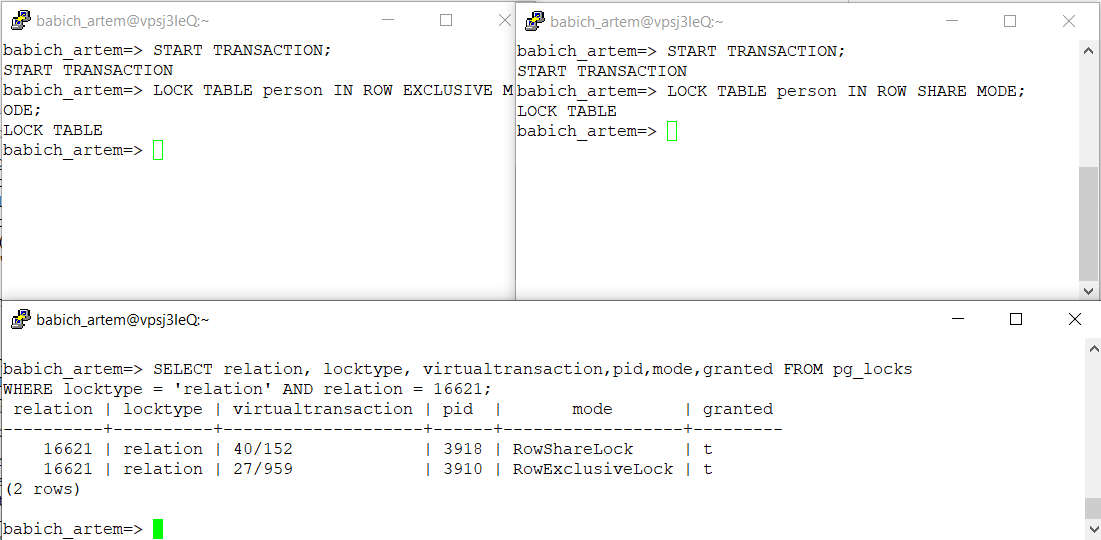 babich_artem@vpsj3IeQ:~
babich_artem=> START TRANSACTION;
START TRANSACTION
babich_artem=> LOCK TABLE person IN ROW EXCLUSIVE M
ODE;
LOCK TABLE
babich_artem=>
babich_artem@vpsj3IeQ:~
babich_artem=> START TRANSACTION;
START TRANSACTION
babich_artem=> LOCK TABLE person IN ROW SHARE MODE;
LOCK TABLE
babich_artem=>
babich_artem@vpsj3IeQ:~
babich_artem=> SELECT relation, locktype, virtualtransaction,pid,mode,granted FROM pg_locks
WHERE locktype = 'relation' AND relation = 16621;
 relation | locktype | virtualtransaction | pid  |       mode       | granted
----------+----------+--------------------+------+------------------+---------
    16621 | relation | 40/152             | 3918 | RowShareLock     | t
    16621 | relation | 27/959             | 3910 | RowExclusiveLock | t
(2 rows)
babich_artem=>